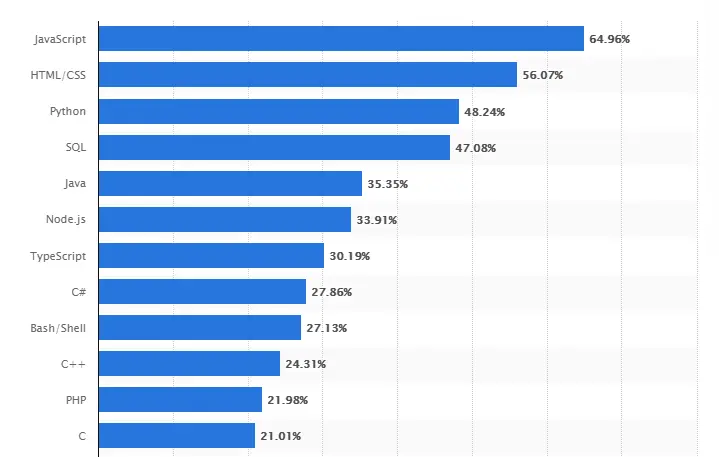 JavaScript 64.96%
HTML/CSS 56.07%
Python 48.24%
SQL 47.08%
Java 35.35%
Node.js 33.91%
TypeScript 30.19%
C# 27.86%
Bash/Shell 27.13%
C++ 24.31%
PHP 21.98%
C 21.01%